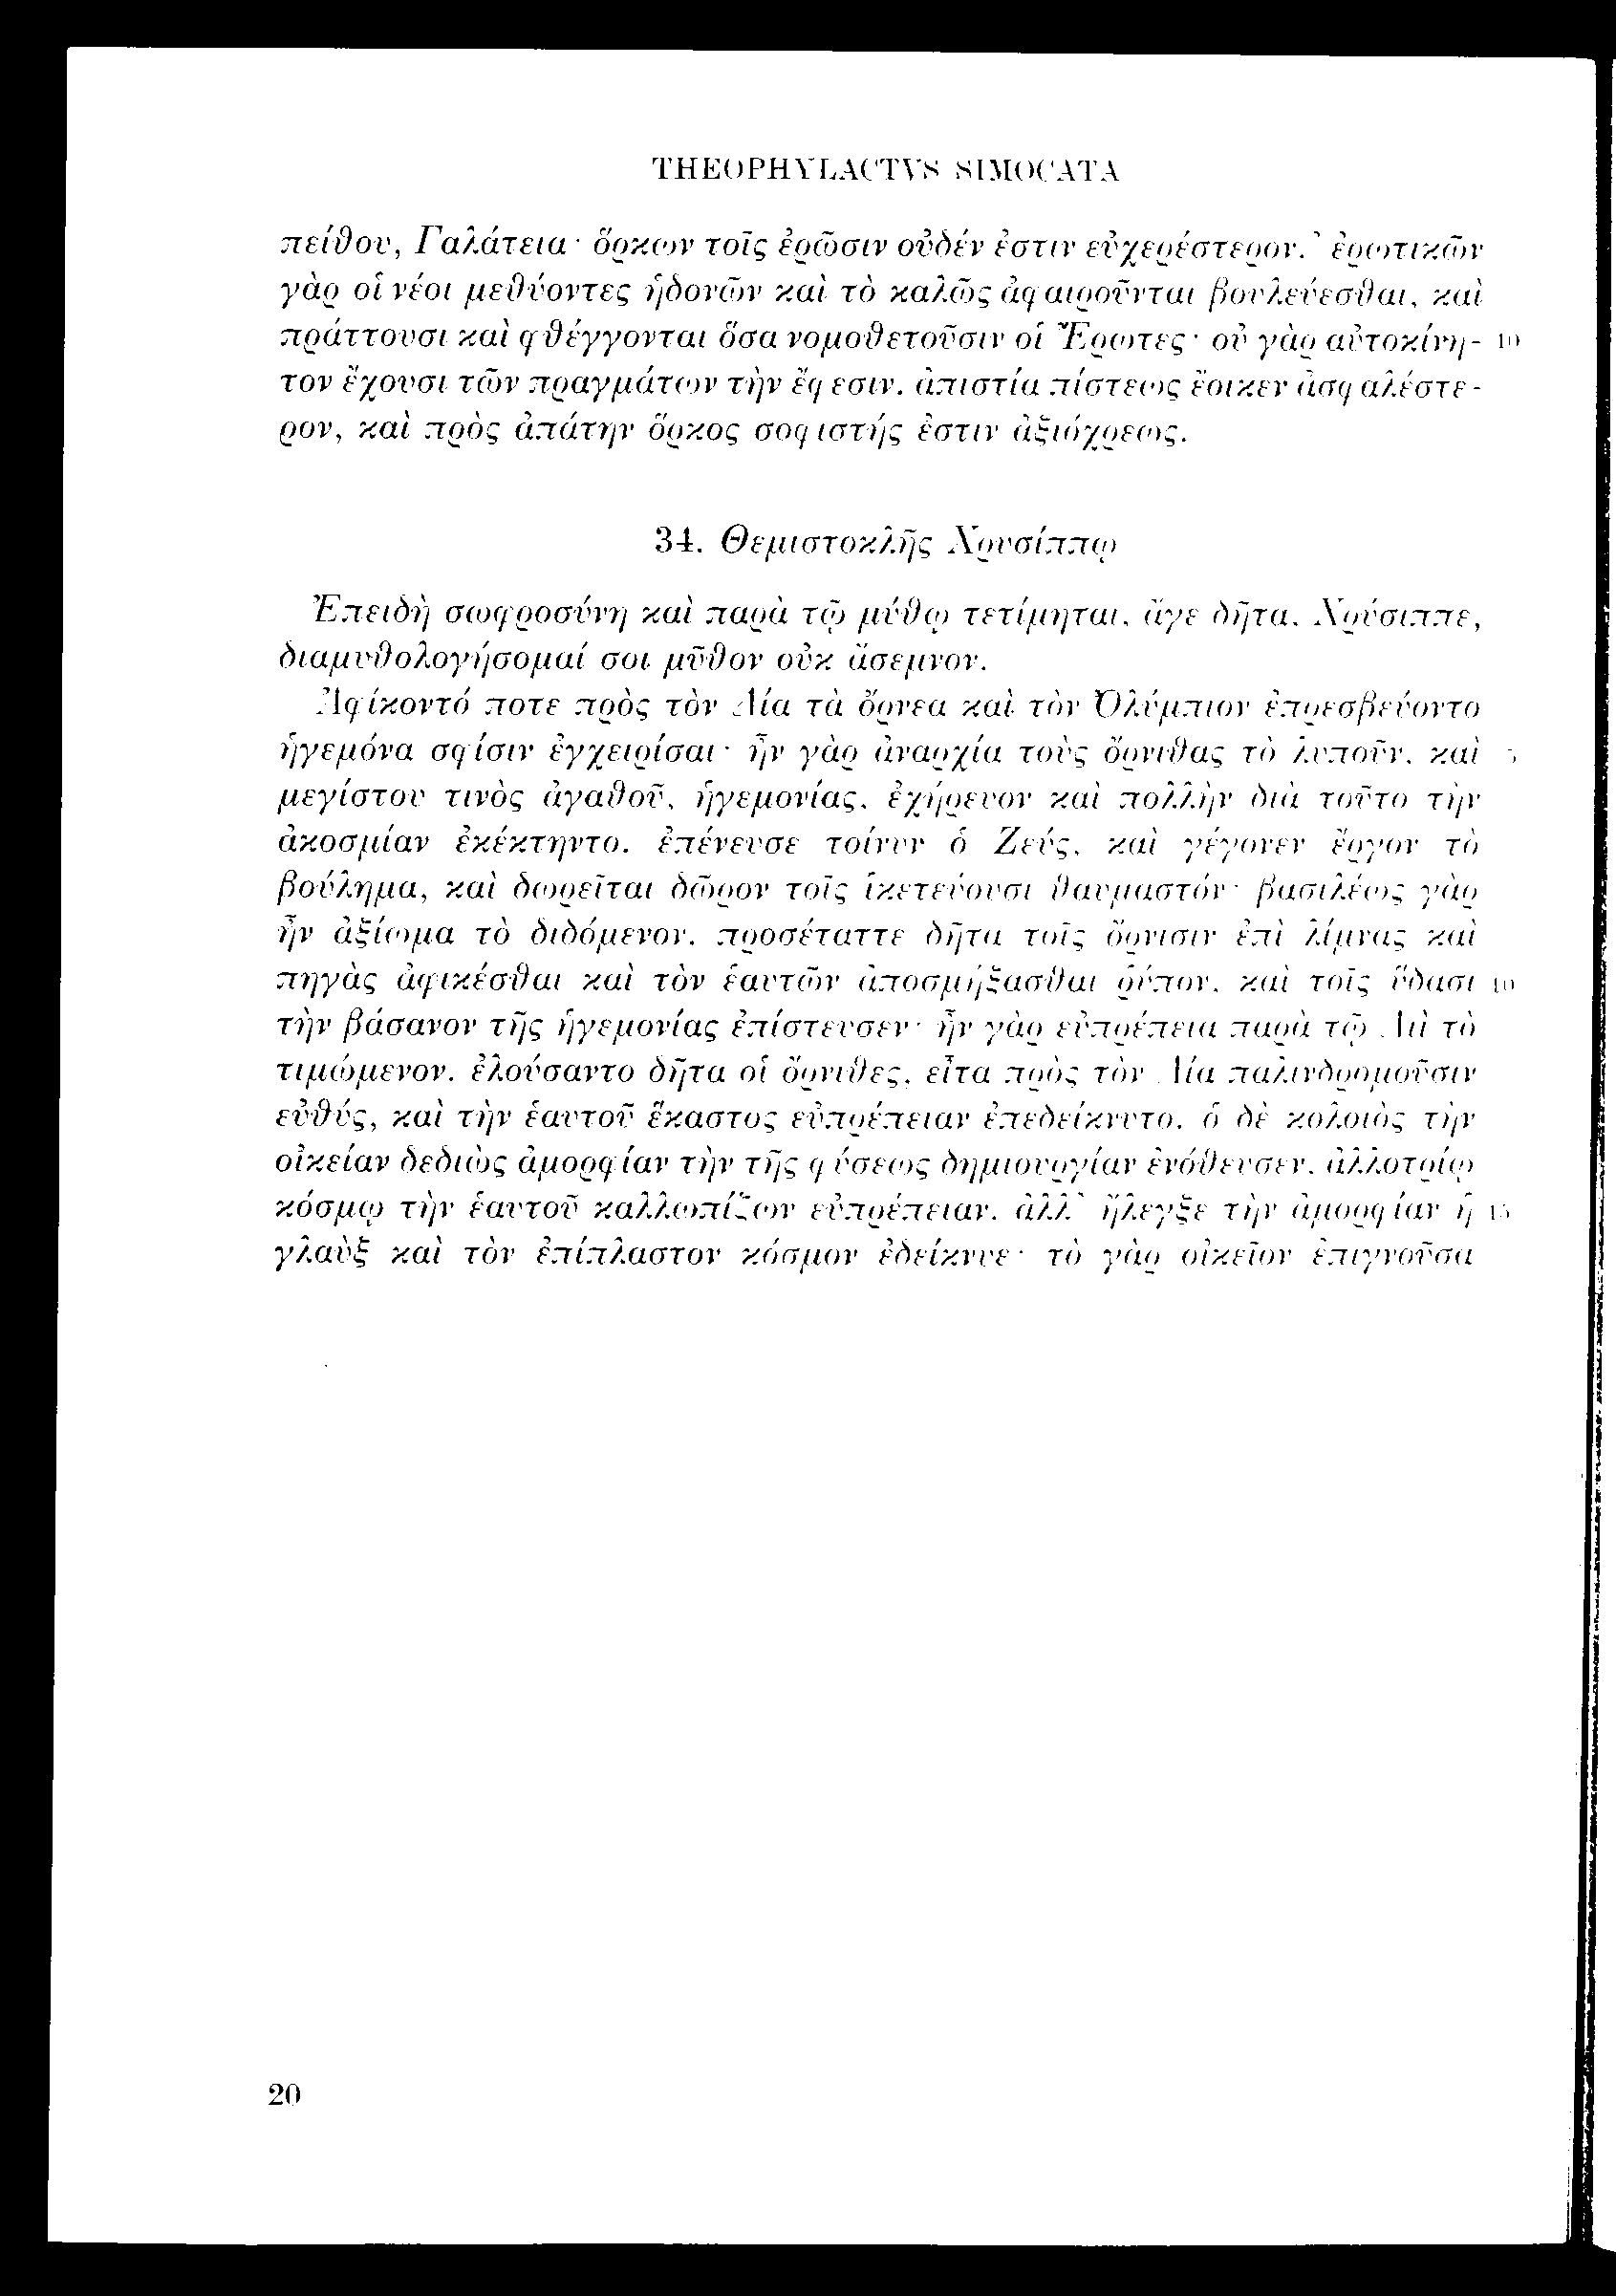 THEOPHYLACTVS SIMOCATA
πείθου, Γαλάτεια· ὅρκων τοῖς ἐρῶσιν οὐδέν ἐστιν εὐχερέστερον.’ ἐρωτικῶν
γὰρ οἱ νέοι μεθύοντες ἡδονῶν καὶ τὸ καλῶς ἀφαιροῦνται βουλεύεσθαι, καὶ
πράττουσι καὶ φθέγγονται ὅσα νομοθετοῦσιν οἱ Ἔρωτες· οὐ γὰρ αὐτοκίνη- 10
τον ἔχουσι τῶν πραγμάτων τὴν ἔφεσιν. ἀπιστία πίστεως ἔοικεν ἀσφαλέστε-
ρον, καὶ πρὸς ἀπάτην ὅρκος σοφιστής ἐστιν ἀξιόχρεως.
34. Θεμιστοκλῆς Χρυσίππῳ
Ἐπειδὴ σωφροσύνη καὶ παρὰ τῷ μύθῳ τετίμηται, ἄγε δῆτα, Χρύσιππε,
διαμυθολογήσομαί σοι μῦθον οὐκ ἄσεμνον.
Ἀφίκοντό ποτε πρὸς τὸν Δία τὰ ὄρνεα καὶ τὸν Ὀλύμπιον ἐπρεσβεύοντο
ἡγεμόνα σφίσιν ἐγχειρίσαι· ἦν γὰρ ἀναρχία τοὺς ὄρνιθας τὸ λυποῦν, καὶ 5
μεγίστου τινὸς ἀγαθοῦ, ἡγεμονίας, ἐχήρευον καὶ πολλὴν διὰ τοῦτο τὴν
ἀκοσμίαν ἐκέκτηντο. ἐπένευσε τοίνυν ὁ Ζεύς, καὶ γέγονεν ἔργον τὸ
βούλημα, καὶ δωρεῖται δῶρον τοῖς ἱκετεύουσι θαυμαστόν· βασιλέως γὰρ
ἦν ἀξίωμα τὸ διδόμενον. προσέταττε δῆτα τοῖς ὄρνισιν ἐπὶ λίμνας καὶ
πηγὰς ἀφικέσθαι καὶ τὸν ἑαυτῶν ἀποσμήξασθαι ῥύπον, καὶ τοῖς ὕδασι 10
τὴν βάσανον τῆς ἡγεμονίας ἐπίστευσεν· ἦν γὰρ εὐπρέπεια παρὰ τῷ Διὶ τὸ
τιμώμενον. ἐλούσαντο δῆτα οἱ ὄρνιθες, εἶτα πρὸς τὸν Δία παλινδρομοῦσιν
εὐθύς, καὶ τὴν ἑαυτοῦ ἕκαστος εὐπρέπειαν ἐπεδείκνυτο. ὁ δὲ κολοιὸς τὴν
οἰκείαν δεδιὼς ἀμορφίαν τὴν τῆς φύσεως δημιουργίαν ἐνόθευσεν, ἀλλοτρίῳ
κόσμῳ τὴν ἑαυτοῦ καλλωπίζων εὐπρέπειαν. ἀλλ’ ἤλεγξε τὴν ἀμορφίαν ἡ 15
γλαὺξ καὶ τὸν ἐπίπλαστον κόσμον ἐδείκνυε· τὸ γὰρ οἰκεῖον ἐπιγνοῦσα
20